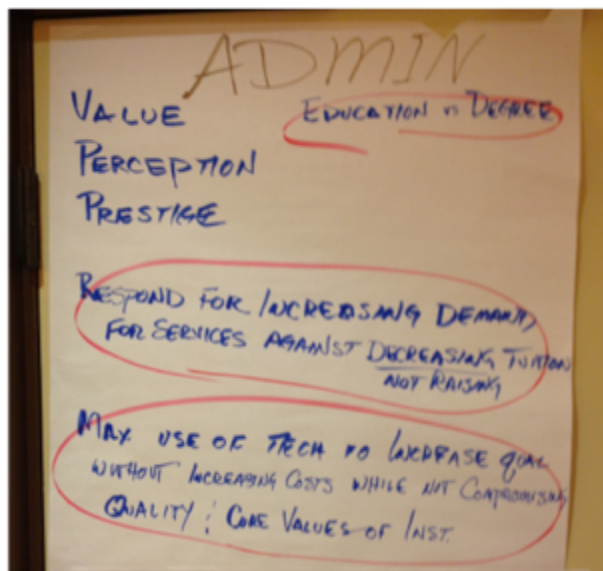 ADMIN
VALUE EDUCATION vs DEGREE
PERCEPTION
PRESTIGE
RESPOND FOR INCREASING DEMAND
FOR SERVICES AGAINST DECREASING TUITION
NOT RAISING
MAX USE OF TECH TO INCREASE QUAL
WITHOUT INCREASING COSTS WHILE NOT COMPROMISING
QUALITY ; CORE VALUES OF INST.